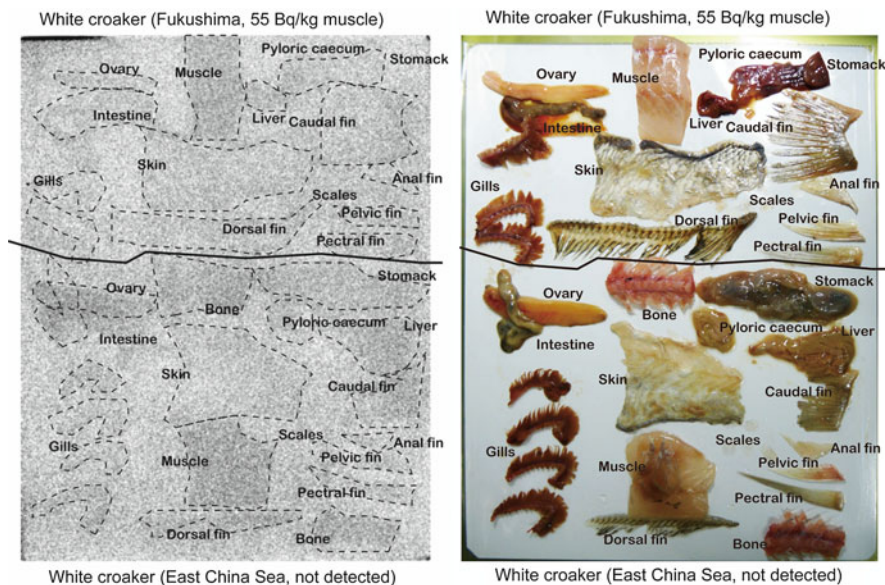 White croaker (Fukushima, 55 Bq/kg muscle)
Ovary
Muscle
Pyloric caecum
Stomack
Intestine
Liver
Caudal fin
Skin
Gills
Scales
Anal fin
Pelvic fin
Dorsal fin
Pectral fin
Ovary
Bone
Stomack
Intestine
Pyloric caecum
Liver
Skin
Caudal fin
Gills
Muscle
Scales
Anal fin
Pelvic fin
Pectral fin
Dorsal fin
Bone
White croaker (East China Sea, not detected)
White croaker (Fukushima, 55 Bq/kg muscle)
Ovary
Muscle
Pyloric caecum
Stomack
Intestine
Liver
Caudal fin
Skin
Gills
Scales
Anal fin
Pelvic fin
Dorsal fin
Pectral fin
Ovary
Bone
Stomack
Intestine
Pyloric caecum
Liver
Skin
Caudal fin
Gills
Muscle
Scales
Anal fin
Pelvic fin
Pectral fin
Dorsal fin
Bone
White croaker (East China Sea, not detected)